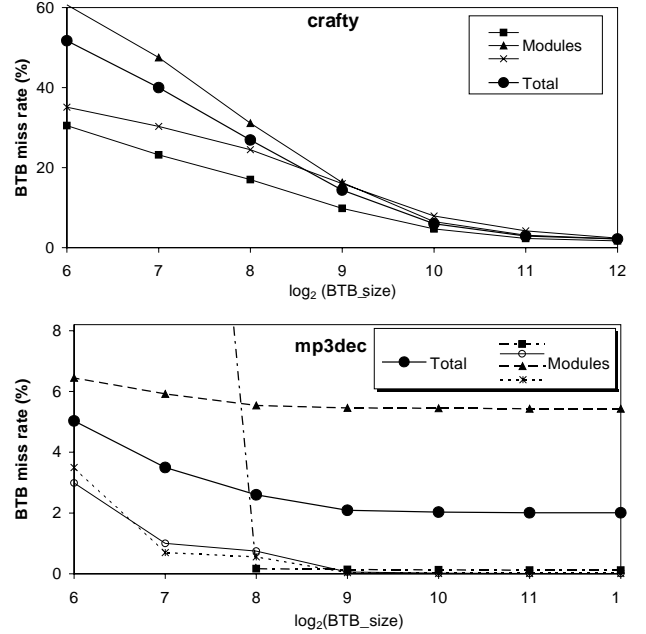 crafty
60
40
20
0
BTB miss rate (%)
Modules
Total
6 7 8 9 10 11 12
log2 (BTB_size)
mp3dec
8
6
4
2
0
BTB miss rate (%)
Total
Modules
6 7 8 9 10 11 1
log2(BTB_size)